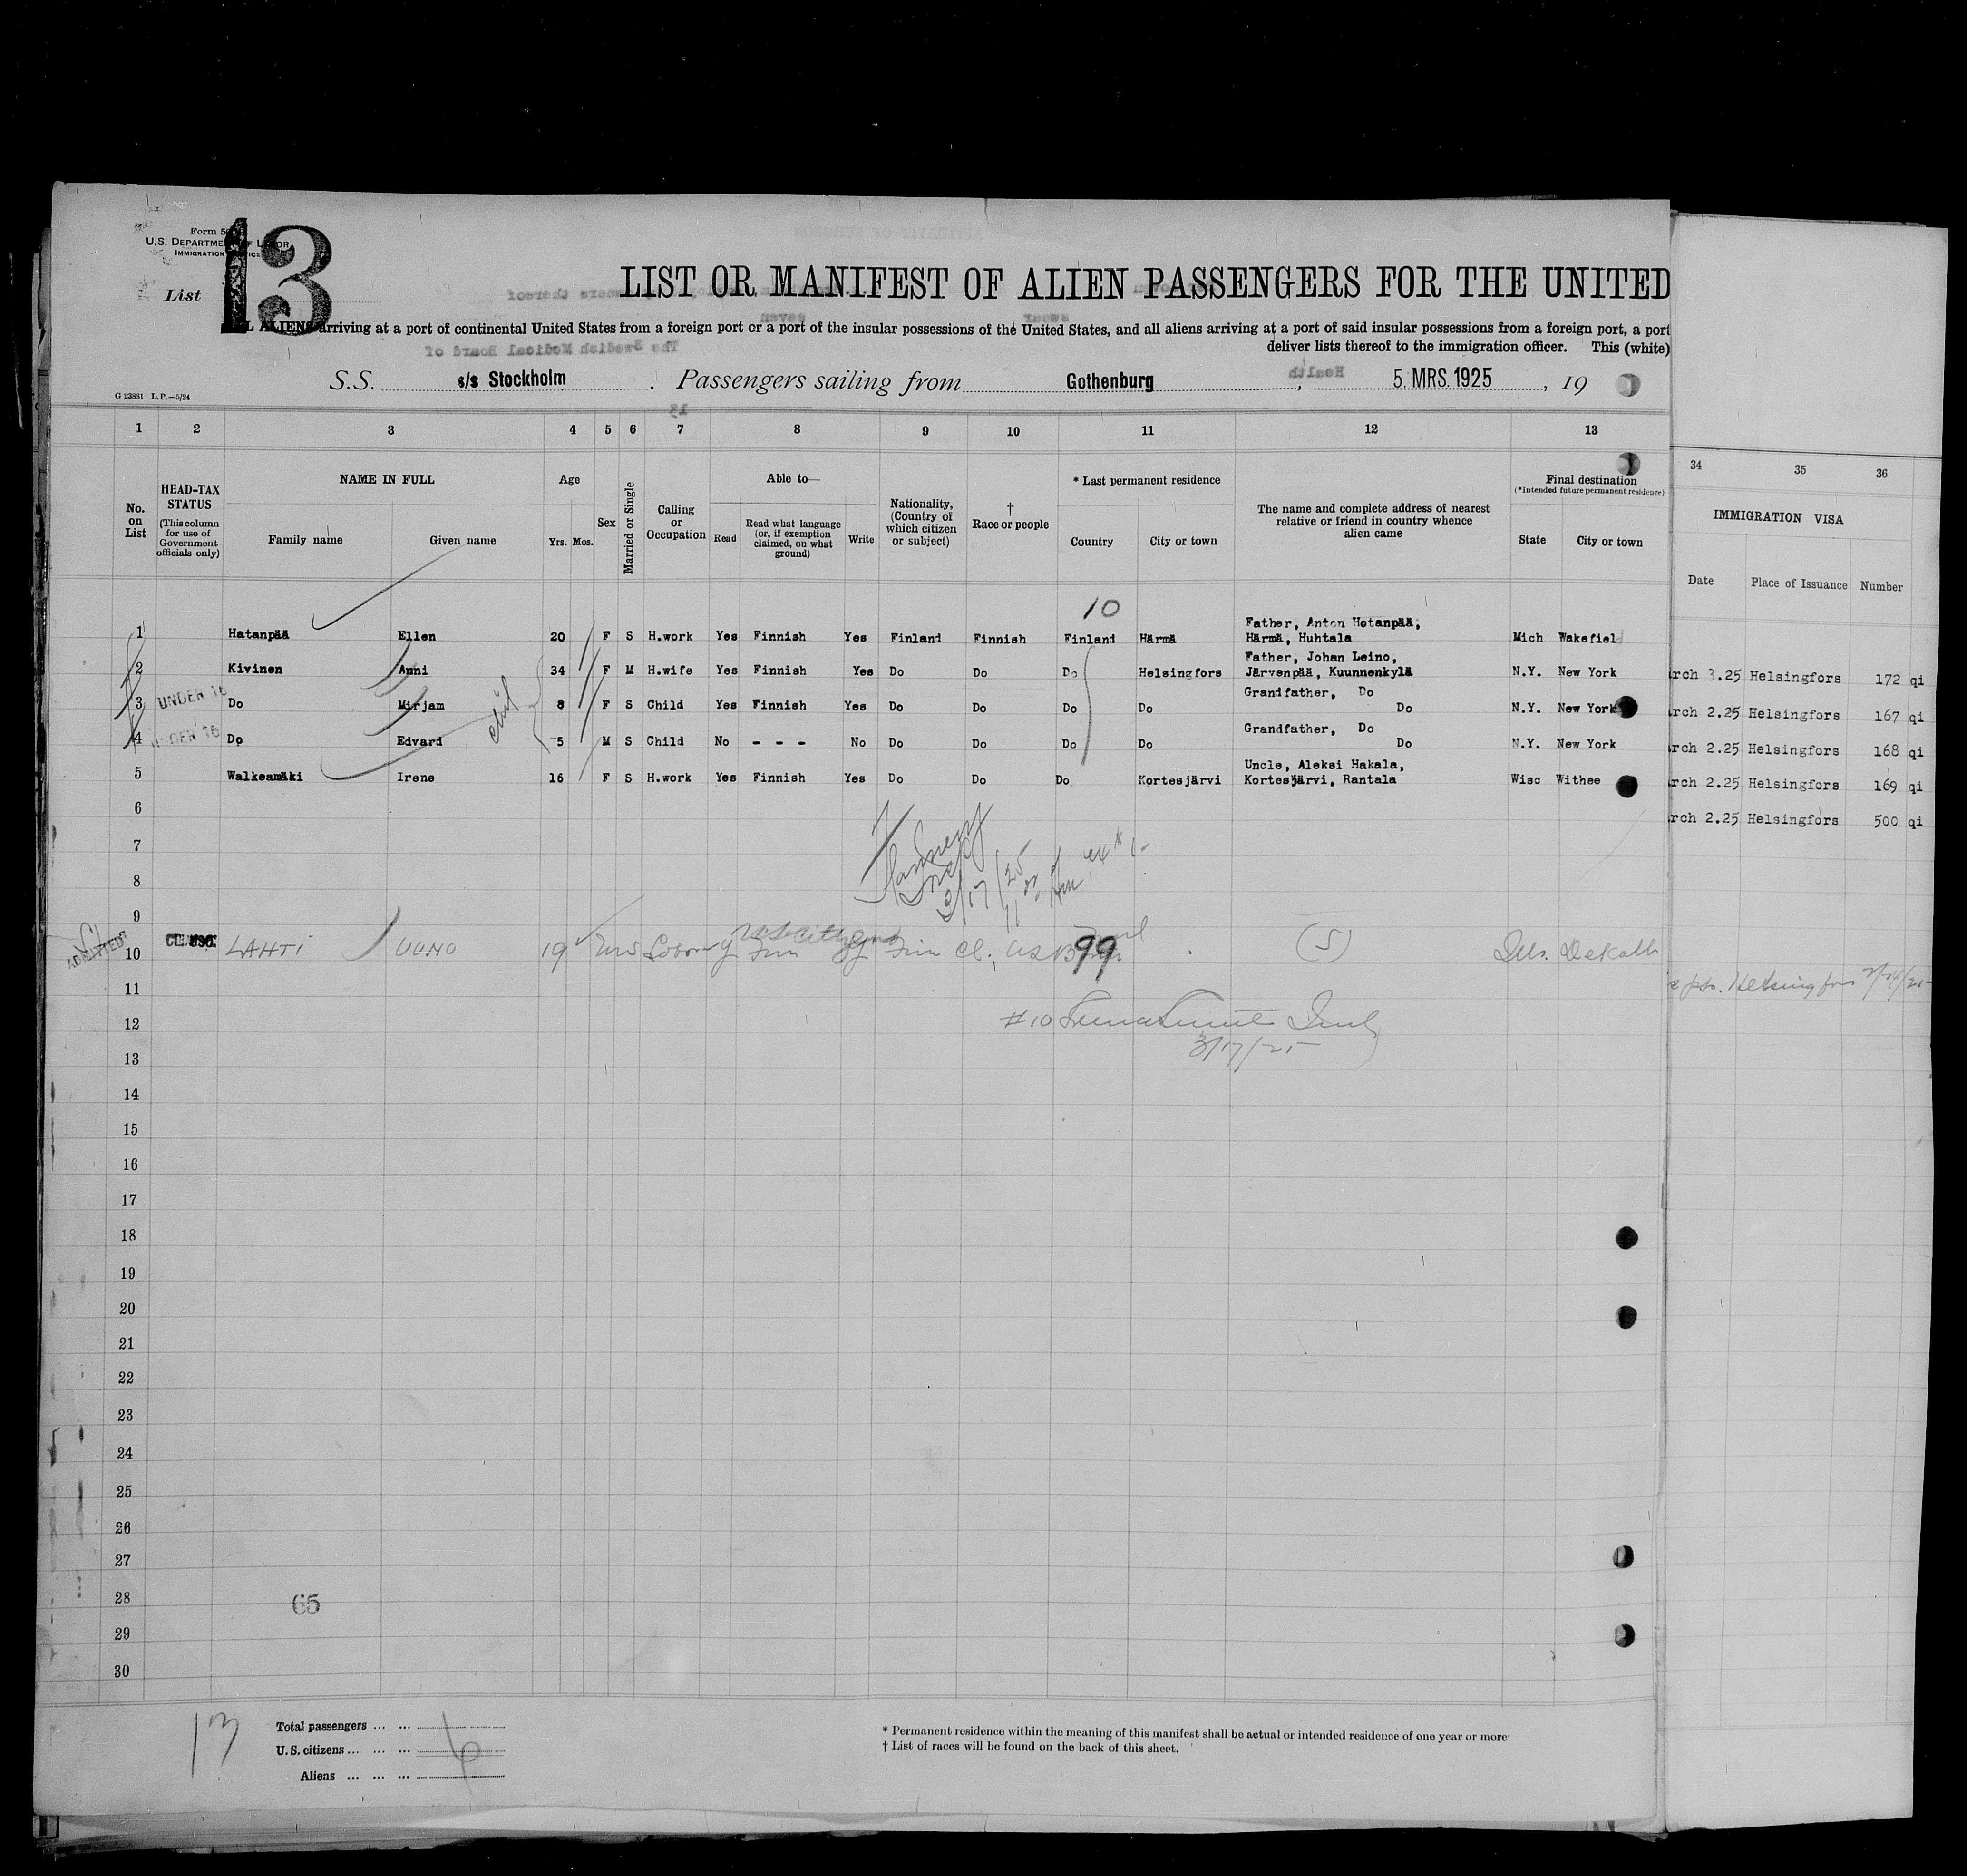 Form 5
U.S. DEPARTMENT OF LABOR
IMMIGRATION SERVICE
List 13
LIST OR MANIFEST OF ALIEN PASSENGERS FOR THE UNITED
ALL ALIENS arriving at a port of continental United States from a foreign port or a port of the insular possessions of the United States, and all aliens arriving at a port of said insular possessions from a foreign port, a port
deliver lists thereof to the immigration officer. This (white)
S.S. s/s Stockholm . Passengers sailing from Gothenburg, 5. MRS. 1925, 19
G 23881 L.P.—5/24
1 2 3 4 5 6 7 8 9 10 11 12 13
34 35 36
No. on List
HEAD-TAX STATUS
(This column for use of Government officials only)
NAME IN FULL
Family name Given name
Age
Yrs. Mos.
Sex
Married or Single
Calling or Occupation
Able to—
Read
Read what language (or, if exemption claimed, on what ground)
Write
Nationality, (Country of which citizen or subject)
† Race or people
* Last permanent residence
Country City or town
The name and complete address of nearest relative or friend in country whence alien came
Final destination
(*Intended future permanent residence)
State City or town
IMMIGRATION VISA
Date Place of Issuance Number
10
Father, Anton Hotanpää,
1 Hatanpää Ellen 20 F S H.work Yes Finnish Yes Finland Finnish Finland Härmä Härmä, Huhtala Mich Wakefiel
Father, Johan Leino,
2 Kivinen Anni 34 F M H.wife Yes Finnish Yes Do Do Do Helsingfors Järvenpää, Kuunnenkylä N.Y. New York
rch 3.25 Helsingfors 172 qi
Grandfather, Do
3 UNDER 16 Do Mirjam 8 F S Child Yes Finnish Yes Do Do Do Do Do N.Y. New York
rch 2.25 Helsingfors 167 qi
Grandfather, Do
4 UNDER 16 Do Edvard 5 M S Child No - - - No Do Do Do Do Do N.Y. New York
rch 2.25 Helsingfors 168 qi
Uncle, Aleksi Hakala,
5 Walkeamäki Irene 16 F S H.work Yes Finnish Yes Do Do Do Kortesjärvi Kortesjärvi, Rantala Wisc Withee
rch 2.25 Helsingfors 169 qi
6
rch 2.25 Helsingfors 500 qi
7
8
3/17/25
9
ADMITTED
10 LAHTI UUNO 19 99 (5) Ills. DeKalb
11
Helsingfors
12
#10
3/17/25
13
14
15
16
17
18
19
20
21
22
23
24
25
26
27
28
65
29
30
13
Total passengers ... ...
U.S. citizens ... ... ...
Aliens ... ... ...
6
* Permanent residence within the meaning of this manifest shall be actual or intended residence of one year or more
† List of races will be found on the back of this sheet.